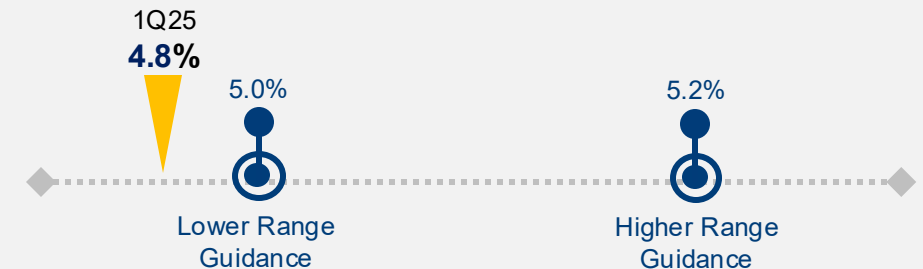 1Q25
4.8%
5.0%
5.2%
Lower Range
Guidance
Higher Range
Guidance